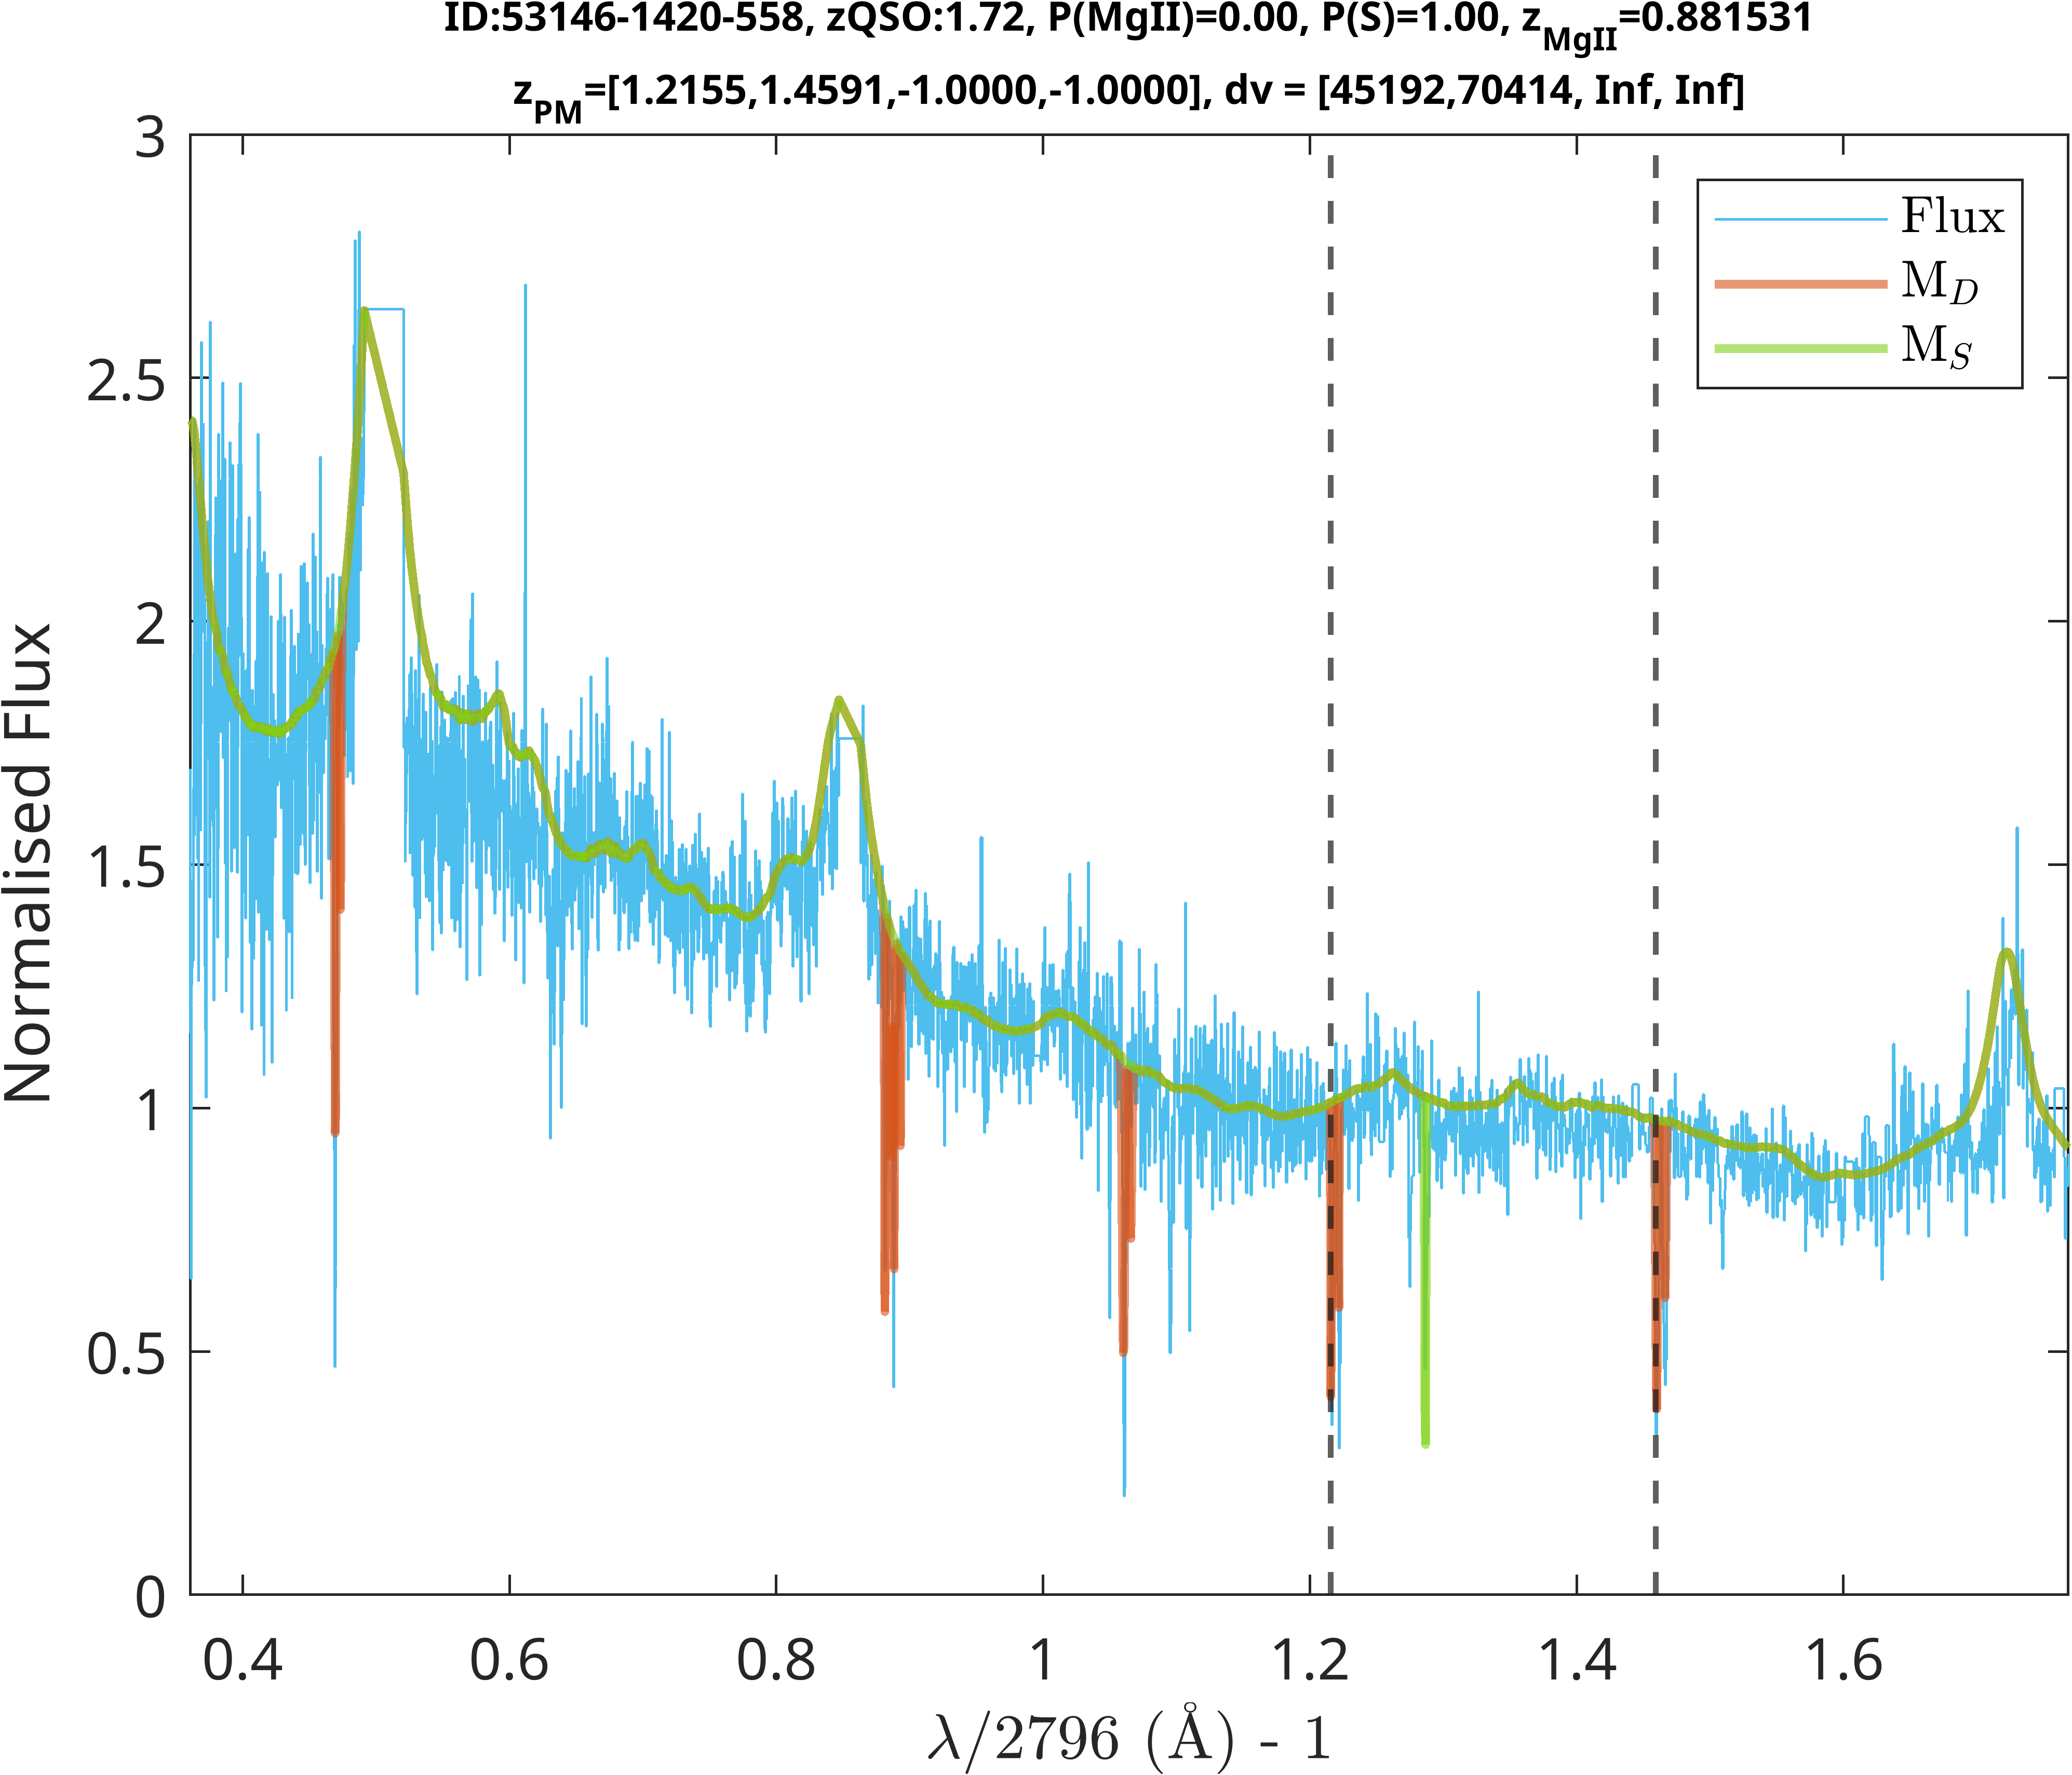 ID:53146-1420-558, zQSO:1.72, P(MgII)=0.00, P(S)=1.00, zMgII=0.881531
zPM=[1.2155,1.4591,-1.0000,-1.0000], dv = [45192,70414, Inf, Inf]
3
2.5
2
1.5
1
0.5
0
Normalised Flux
Flux
MD
MS
0.4 0.6 0.8 1 1.2 1.4 1.6
λ/2796 (Å) - 1